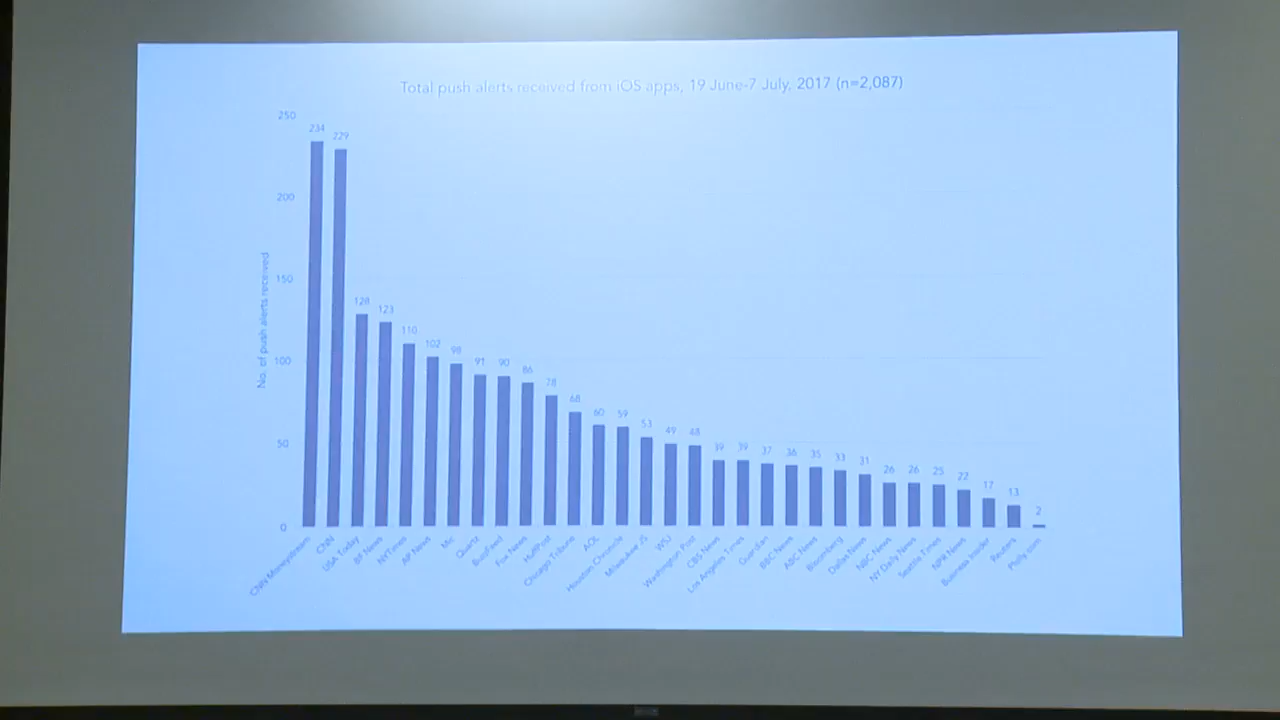 Total push alerts received from iOS apps, 19 June-7 July, 2017 (n=2,087)
No. of push alerts received
250
200
150
100
50
0
234
229
128
123
110
102
98
91
90
86
78
68
60
59
53
49
48
39
39
37
36
35
33
31
26
26
25
22
17
13
2
CNN Moneystream
CNN
USA Today
BF News
NYTimes
AP News
Mic
Quartz
BuzzFeed
Fox News
HuffPost
Chicago Tribune
AOL
Houston Chronicle
Milwaukee JS
WSJ
Washington Post
CBS News
Los Angeles Times
Guardian
BBC News
ABC News
Bloomberg
Dallas News
NBC News
NY Daily News
Seattle Times
NPR News
Business Insider
Reuters
Philly.com